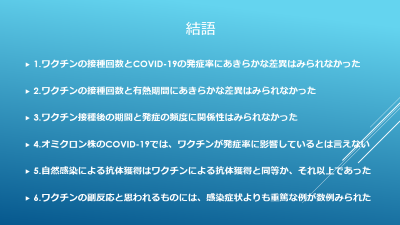 結語
1.ワクチンの接種回数とCOVID-19の発症率にあきらかな差異はみられなかった
2.ワクチンの接種回数と有熱期間にあきらかな差異はみられなかった
3.ワクチン接種後の期間と発症の頻度に関係性はみられなかった
4.オミクロン株のCOVID-19では、ワクチンが発症率に影響しているとは言えない
5.自然感染による抗体獲得はワクチンによる抗体獲得と同等か、それ以上であった
6.ワクチンの副反応と思われるものには、感染症状よりも重篤な例が数例みられた